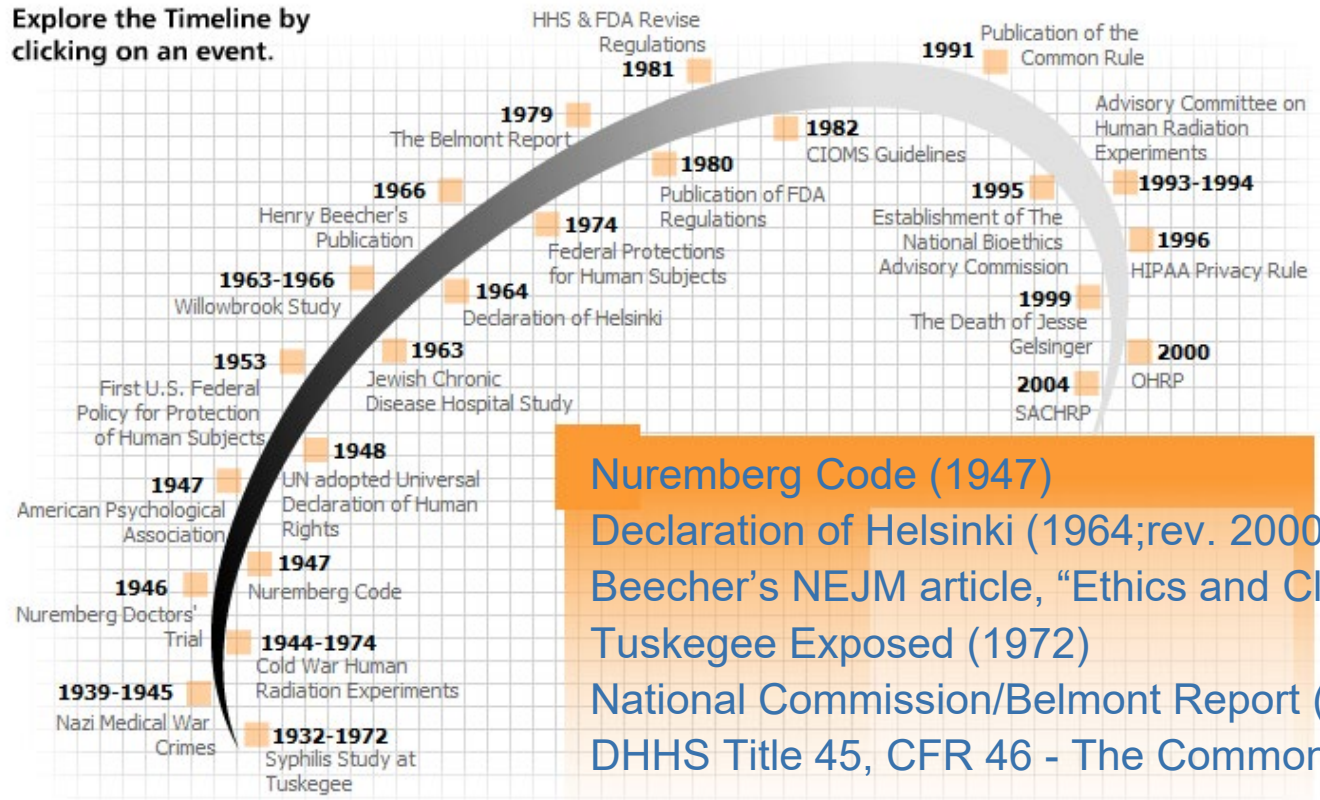 Explore the Timeline by
clicking on an event.
HHS & FDA Revise
Regulations
1981
1991
Publication of the
Common Rule
1979
The Belmont Report
1982
CIOMS Guidelines
Advisory Committee on
Human Radiation
Experiments
1993-1994
1980
Publication of FDA
Regulations
1966
Henry Beecher's
Publication
1995
Establishment of The
National Bioethics
Advisory Commission
1974
Federal Protections
for Human Subjects
1996
HIPAA Privacy Rule
1963-1966
Willowbrook Study
1964
Declaration of Helsinki
1999
The Death of Jesse
Gelsinger
1963
Jewish Chronic
Disease Hospital Study
2000
OHRP
1953
First U.S. Federal
Policy for Protection
of Human Subjects
2004
SACHRP
1948
UN adopted Universal
Declaration of Human
Rights
1947
American Psychological
Association
1947
Nuremberg Code
1946
Nuremberg Doctors'
Trial
1944-1974
Cold War Human
Radiation Experiments
1939-1945
Nazi Medical War
Crimes
1932-1972
Syphilis Study at
Tuskegee
Nuremberg Code (1947)
Declaration of Helsinki (1964;rev. 2000
Beecher’s NEJM article, “Ethics and
Tuskegee Exposed (1972)
National Commission/Belmont Report (
DHHS Title 45, CFR 46 - The Common